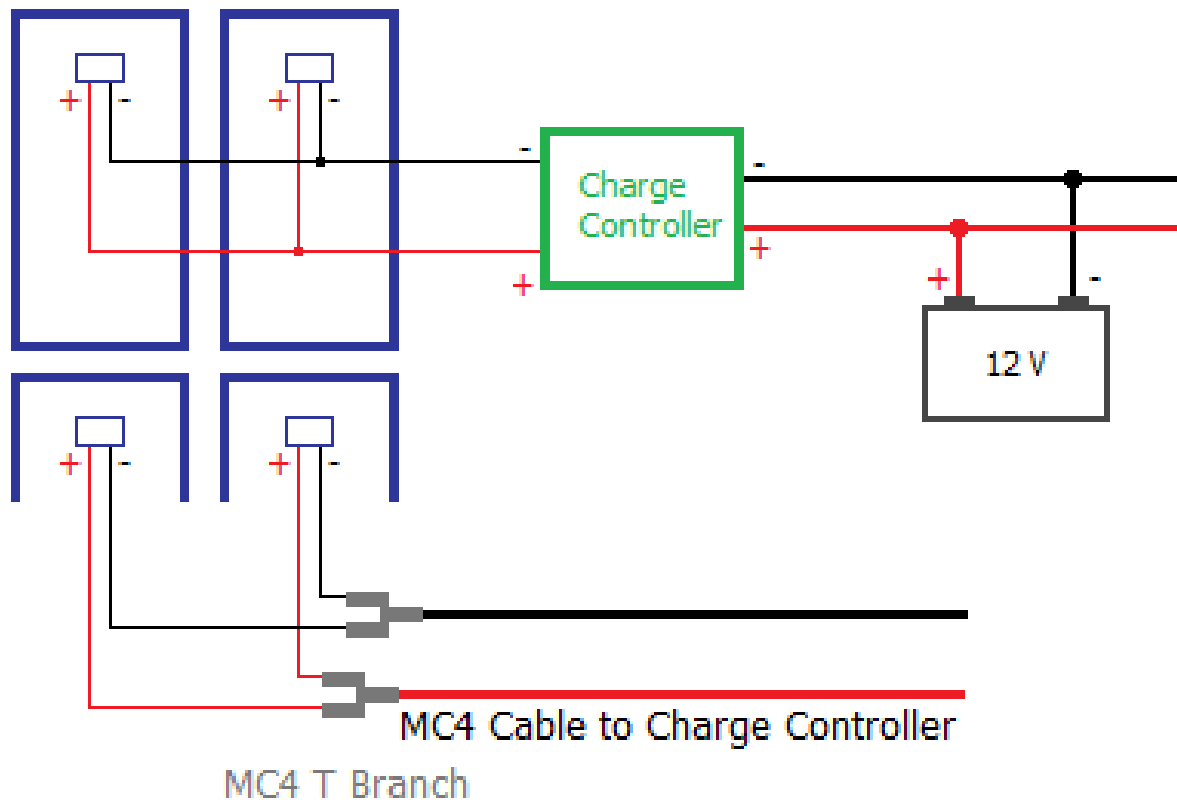 + -
+ -
-
Charge
Controller
+
-
+
+
-
12 V
+ -
+ -
MC4 Cable to Charge Controller
MC4 T Branch